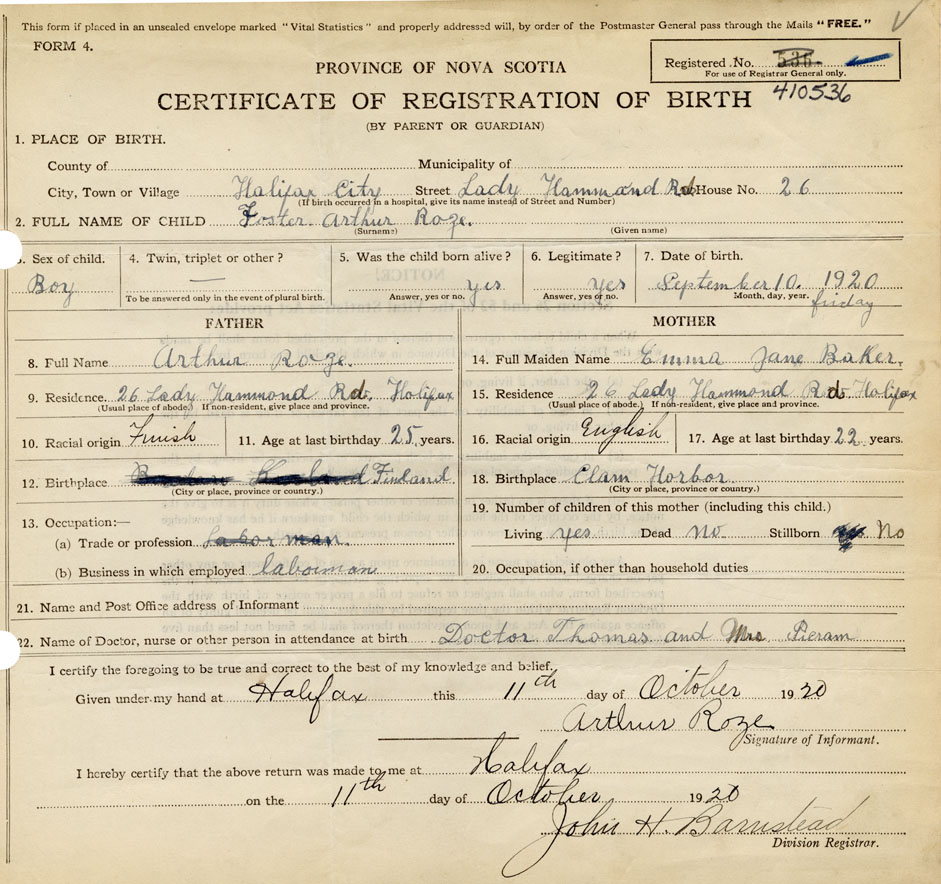 This form if placed in an unsealed envelope marked "Vital Statistics" and properly addressed will, by order of the Postmaster General pass through the Mails "FREE."
FORM 4.
Registered No. 536.
For use of Registrar General only.
410536
PROVINCE OF NOVA SCOTIA
CERTIFICATE OF REGISTRATION OF BIRTH
(BY PARENT OR GUARDIAN)
1. PLACE OF BIRTH.
County of Municipality of
City, Town or Village Halifax City Street Lady Hammond Rd House No. 26
(If birth occurred in a hospital, give its name instead of Street and Number)
2. FULL NAME OF CHILD Foster Arthur Roze.
(Surname) (Given name)
3. Sex of child. 4. Twin, triplet or other? 5. Was the child born alive? 6. Legitimate? 7. Date of birth.
Boy — yes yes September 10. 1920
To be answered only in the event of plural birth. Answer, yes or no. Answer, yes or no. Month, day, year. friday
FATHER MOTHER
8. Full Name Arthur Roze. 14. Full Maiden Name Emma Jane Baker.
9. Residence. 26 Lady Hammond Rd. Halifax 15. Residence 26 Lady Hammond Rd. Halifax
(Usual place of abode.) If non-resident, give place and province. (Usual place of abode.) If non-resident, give place and province.
10. Racial origin Finish 11. Age at last birthday 25 years. 16. Racial origin English 17. Age at last birthday 22 years.
12. Birthplace Finland 18. Birthplace Clam Horbor
(City or place, province or country.) (City or place, province or country.)
13. Occupation:— 19. Number of children of this mother (including this child.)
(a) Trade or profession Labor man. Living yes Dead No Stillborn No
(b) Business in which employed laborman 20. Occupation, if other than household duties
21. Name and Post Office address of Informant
22. Name of Doctor, nurse or other person in attendance at birth Doctor Thomas and Mrs
I certify the foregoing to be true and correct to the best of my knowledge and belief.
Given under my hand at Halifax this 11th day of October 1920
Arthur Roze
Signature of Informant.
I hereby certify that the above return was made to me at Halifax
on the 11th day of October 1920
John H. Barnstead
Division Registrar.